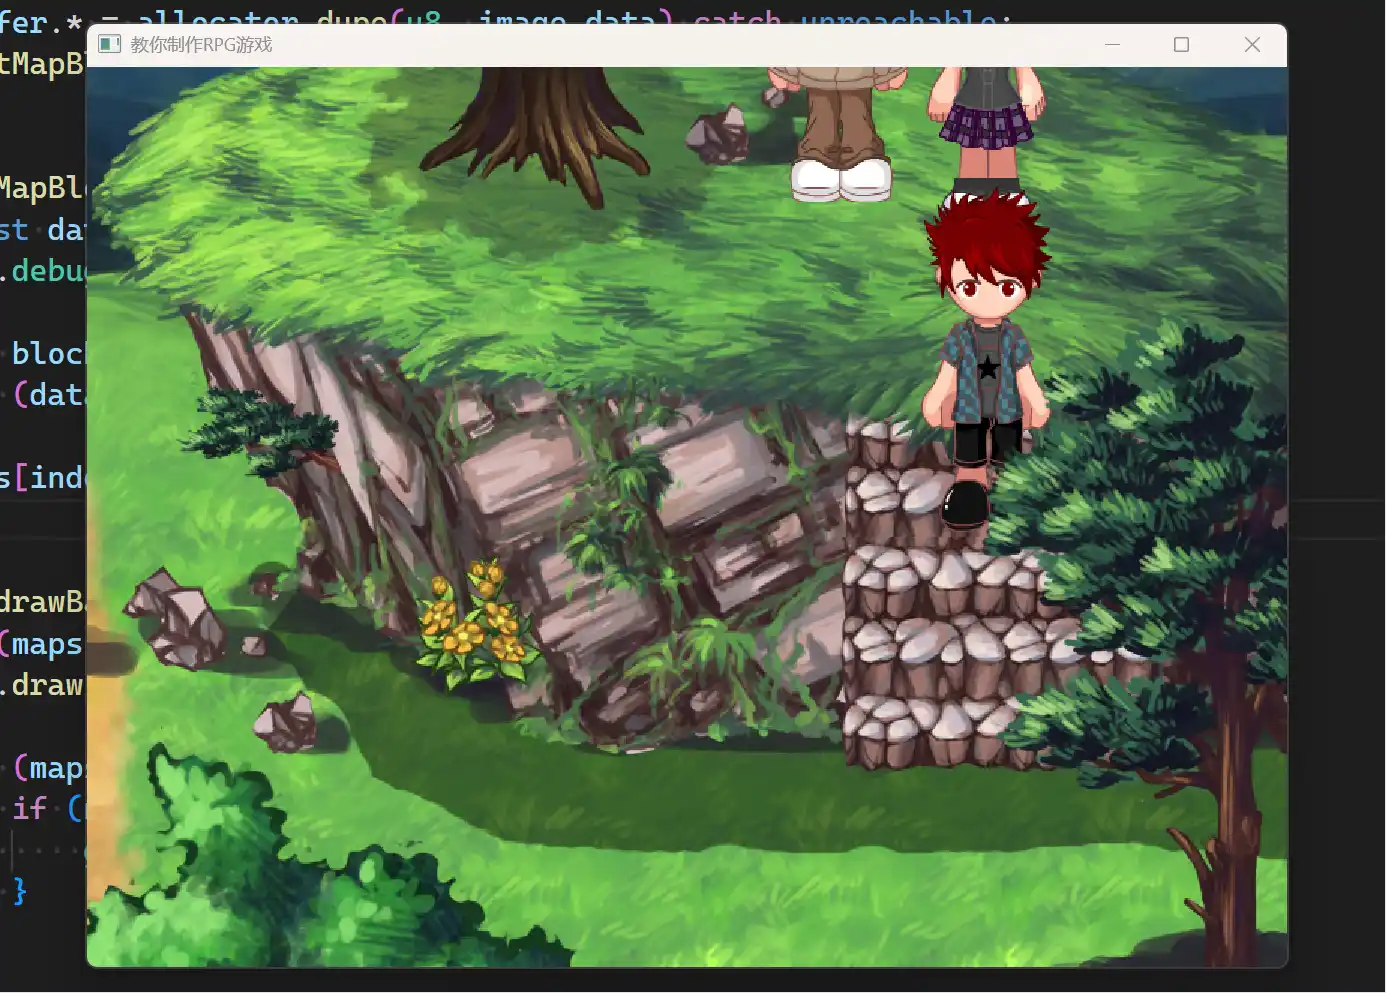 fer.* = allocator.dupe(u8, image_data) catch unreachable;
教你制作RPG游戏
tMapB
MapBl
st da
.debug
bloc
(dat
s[ind
drawB
(maps
.draw
(map
if (
}